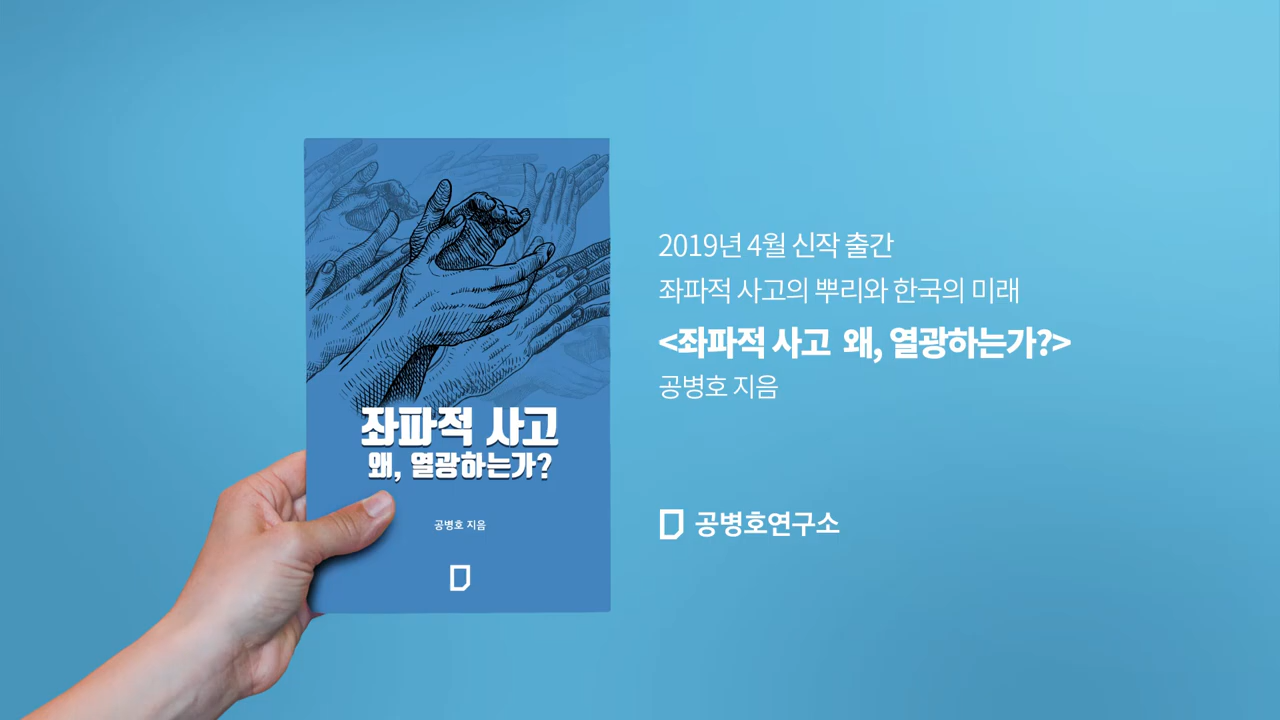 좌파적 사고
왜, 열광하는가?
공병호 지음
2019년 4월 신작 출간
좌파적 사고의 뿌리와 한국의 미래
<좌파적 사고 왜, 열광하는가?>
공병호 지음
공병호연구소